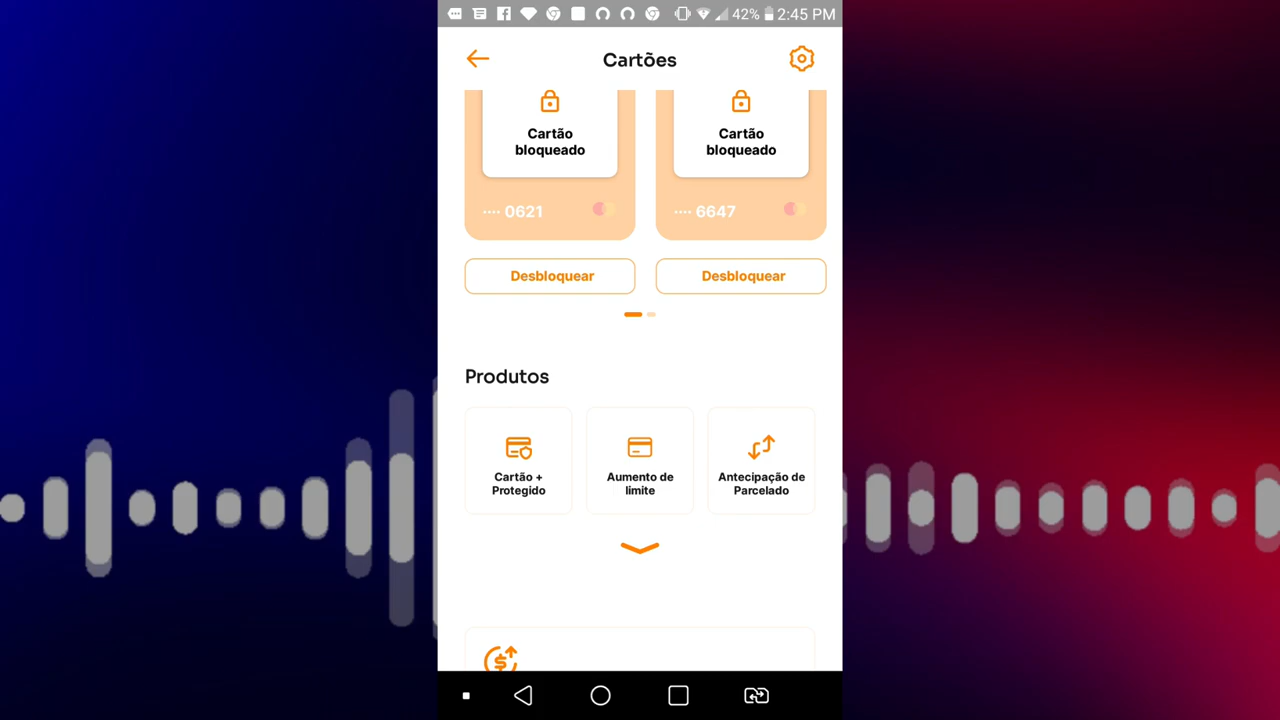 42% 2:45 PM
Cartões
Cartão
bloqueado
Cartão
bloqueado
···· 0621
···· 6647
Desbloquear
Desbloquear
Produtos
Cartão +
Protegido
Aumento de
limite
Antecipação de
Parcelado